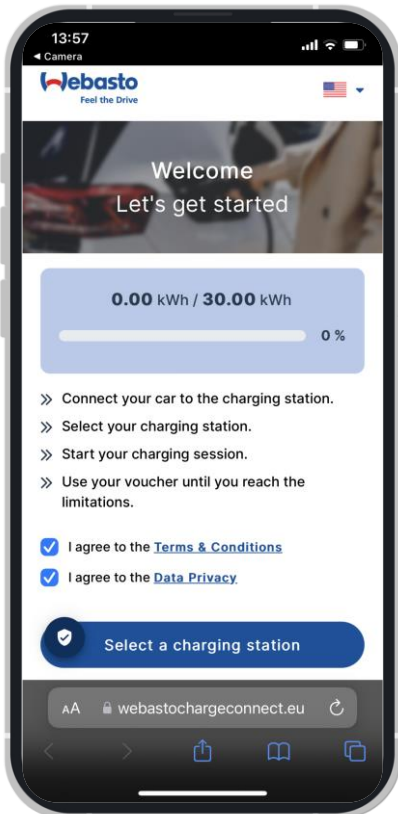 13:57
◀ Camera
Webasto
Feel the Drive
Welcome
Let's get started
0.00 kWh / 30.00 kWh
0 %
Connect your car to the charging station.
Select your charging station.
Start your charging session.
Use your voucher until you reach the
limitations.
I agree to the Terms & Conditions
I agree to the Data Privacy
Select a charging station
AA webastochargeconnect.eu